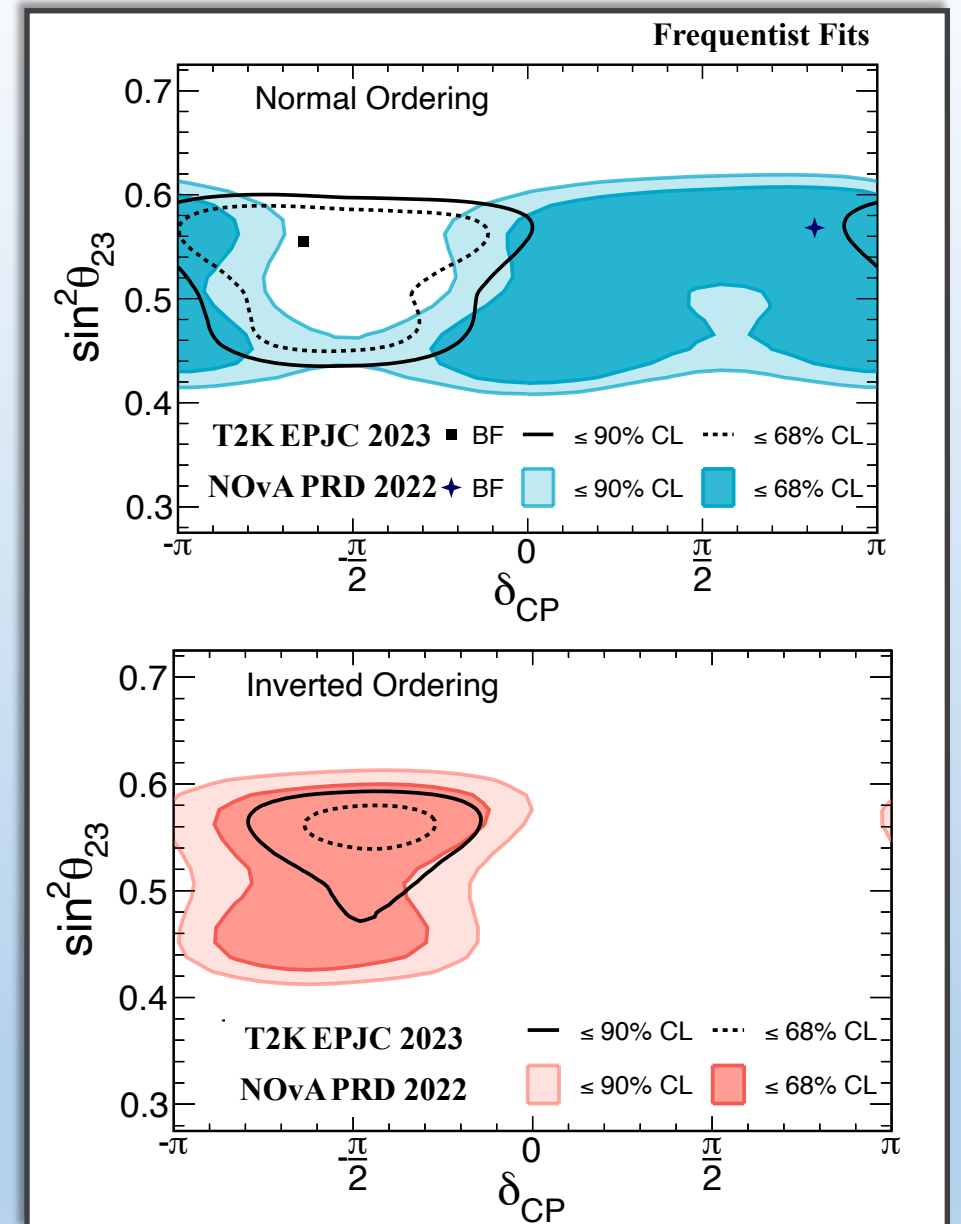 Frequentist Fits
Normal Ordering
0.7
0.6
0.5
0.4
0.3
sin²θ₂₃
T2K EPJC 2023 ■ BF ≤ 90% CL ≤ 68% CL
NOvA PRD 2022 BF ≤ 90% CL ≤ 68% CL
-π -π/2 0 π/2 π
δ_CP
Inverted Ordering
0.7
0.6
0.5
0.4
0.3
sin²θ₂₃
T2K EPJC 2023 ≤ 90% CL ≤ 68% CL
NOvA PRD 2022 ≤ 90% CL ≤ 68% CL
-π -π/2 0 π/2 π
δ_CP